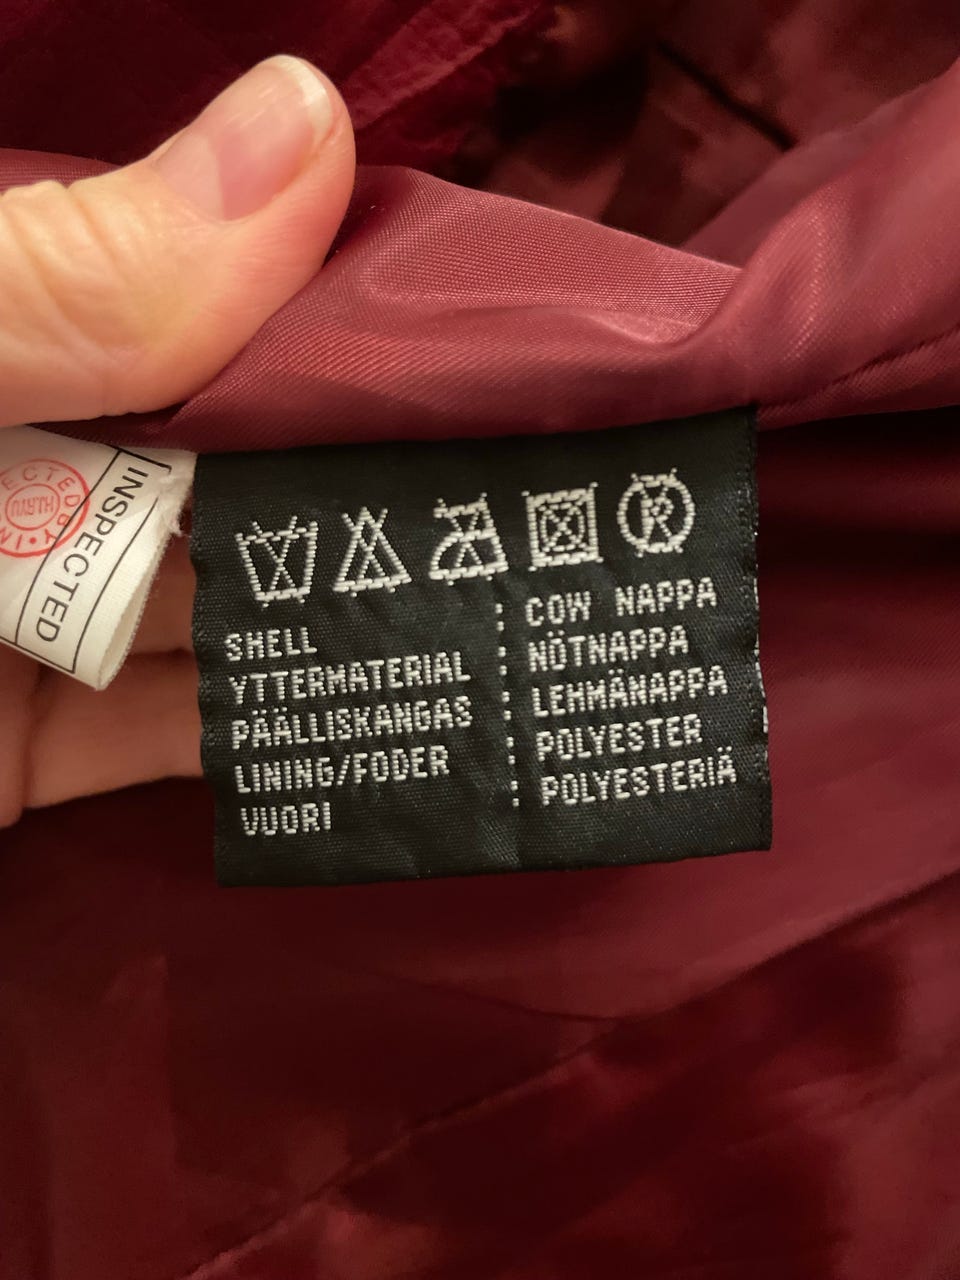 SHELL : COW NAPPA
YTTERMATERIAL : NÖTNAPPA
PÄÄLLISKANGAS : LEHMÄNAPPA
LINING/FODER : POLYESTER
VUORI : POLYESTERIÄ
INSPECTED